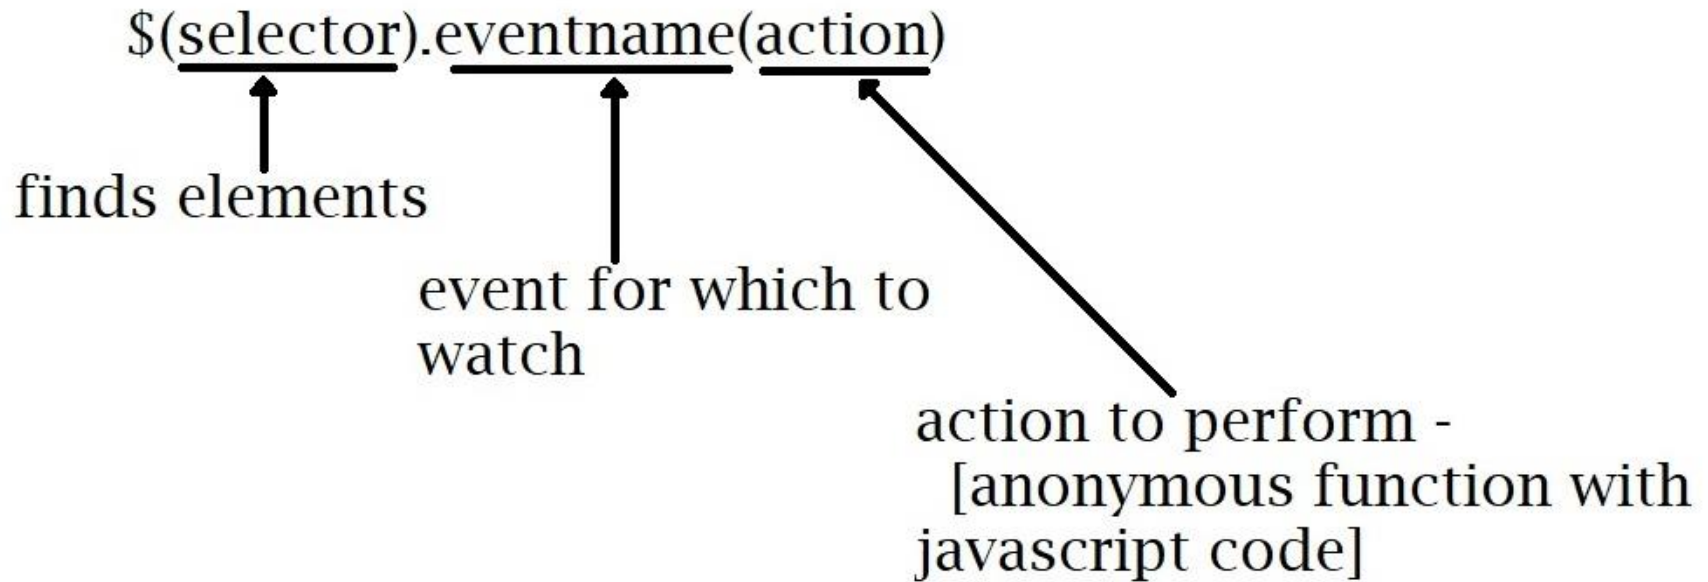 $(selector).eventname(action)
finds elements
event for which to
watch
action to perform -
[anonymous function with
javascript code]